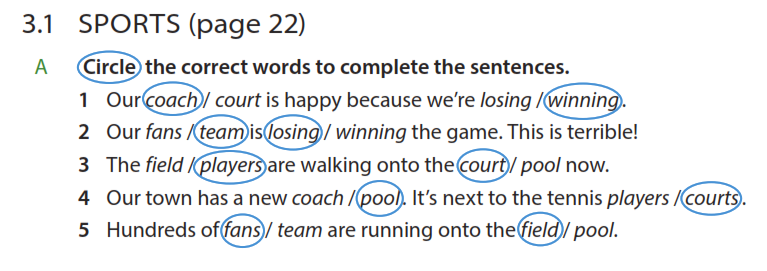 3.1 SPORTS (page 22)
A Circle the correct words to complete the sentences.
1 Our coach / court is happy because we're losing / winning.
2 Our fans / team is losing / winning the game. This is terrible!
3 The field / players are walking onto the court / pool now.
4 Our town has a new coach / pool. It's next to the tennis players / courts.
5 Hundreds of fans / team are running onto the field / pool.